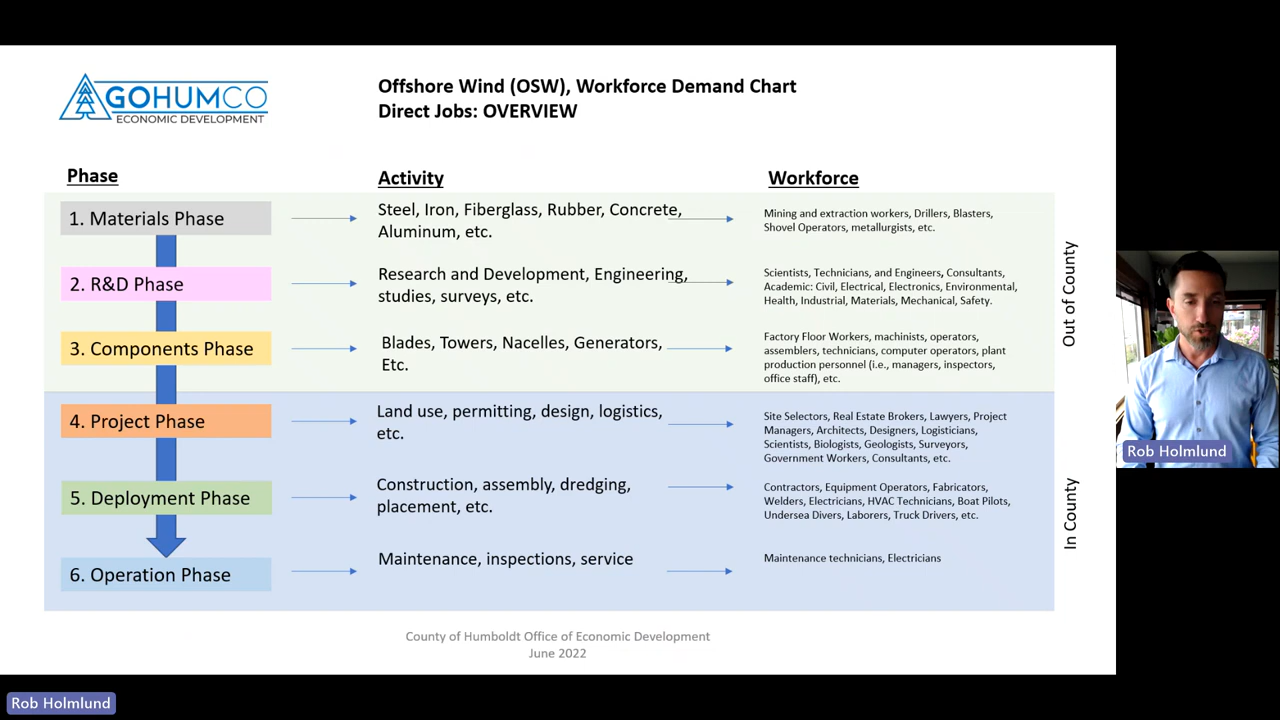 GOHUMCO
ECONOMIC DEVELOPMENT
Offshore Wind (OSW), Workforce Demand Chart
Direct Jobs: OVERVIEW
Phase
Activity
Workforce
1. Materials Phase
Steel, Iron, Fiberglass, Rubber, Concrete,
Aluminum, etc.
Mining and extraction workers, Drillers, Blasters,
Shovel Operators, metallurgists, etc.
2. R&D Phase
Research and Development, Engineering,
studies, surveys, etc.
Scientists, Technicians, and Engineers, Consultants,
Academic: Civil, Electrical, Electronics, Environmental,
Health, Industrial, Materials, Mechanical, Safety.
3. Components Phase
Blades, Towers, Nacelles, Generators,
Etc.
Factory Floor Workers, machinists, operators,
assemblers, technicians, computer operators, plant
production personnel (i.e., managers, inspectors,
office staff), etc.
Out of County
4. Project Phase
Land use, permitting, design, logistics,
etc.
Site Selectors, Real Estate Brokers, Lawyers, Project
Managers, Architects, Designers, Logisticians,
Scientists, Biologists, Geologists, Surveyors,
Government Workers, Consultants, etc.
5. Deployment Phase
Construction, assembly, dredging,
placement, etc.
Contractors, Equipment Operators, Fabricators,
Welders, Electricians, HVAC Technicians, Boat Pilots,
Undersea Divers, Laborers, Truck Drivers, etc.
6. Operation Phase
Maintenance, inspections, service
Maintenance technicians, Electricians
In County
County of Humboldt Office of Economic Development
June 2022
Rob Holmlund
Rob Holmlund